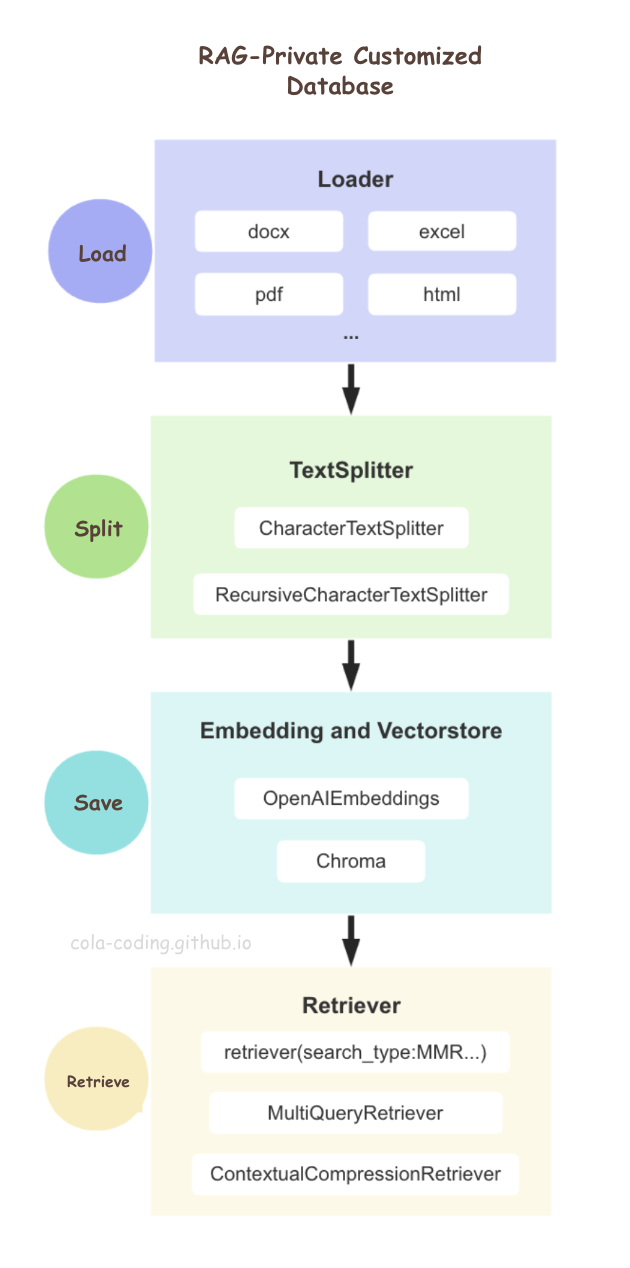 RAG-Private Customized
Database
Loader
docx
excel
Load
pdf
html
...
TextSplitter
CharacterTextSplitter
Split
RecursiveCharacterTextSplitter
Embedding and Vectorstore
OpenAIEmbeddings
Save
Chroma
cola-coding.github.io
Retriever
retriever(search_type:MMR...)
Retrieve
MultiQueryRetriever
ContextualCompressionRetriever